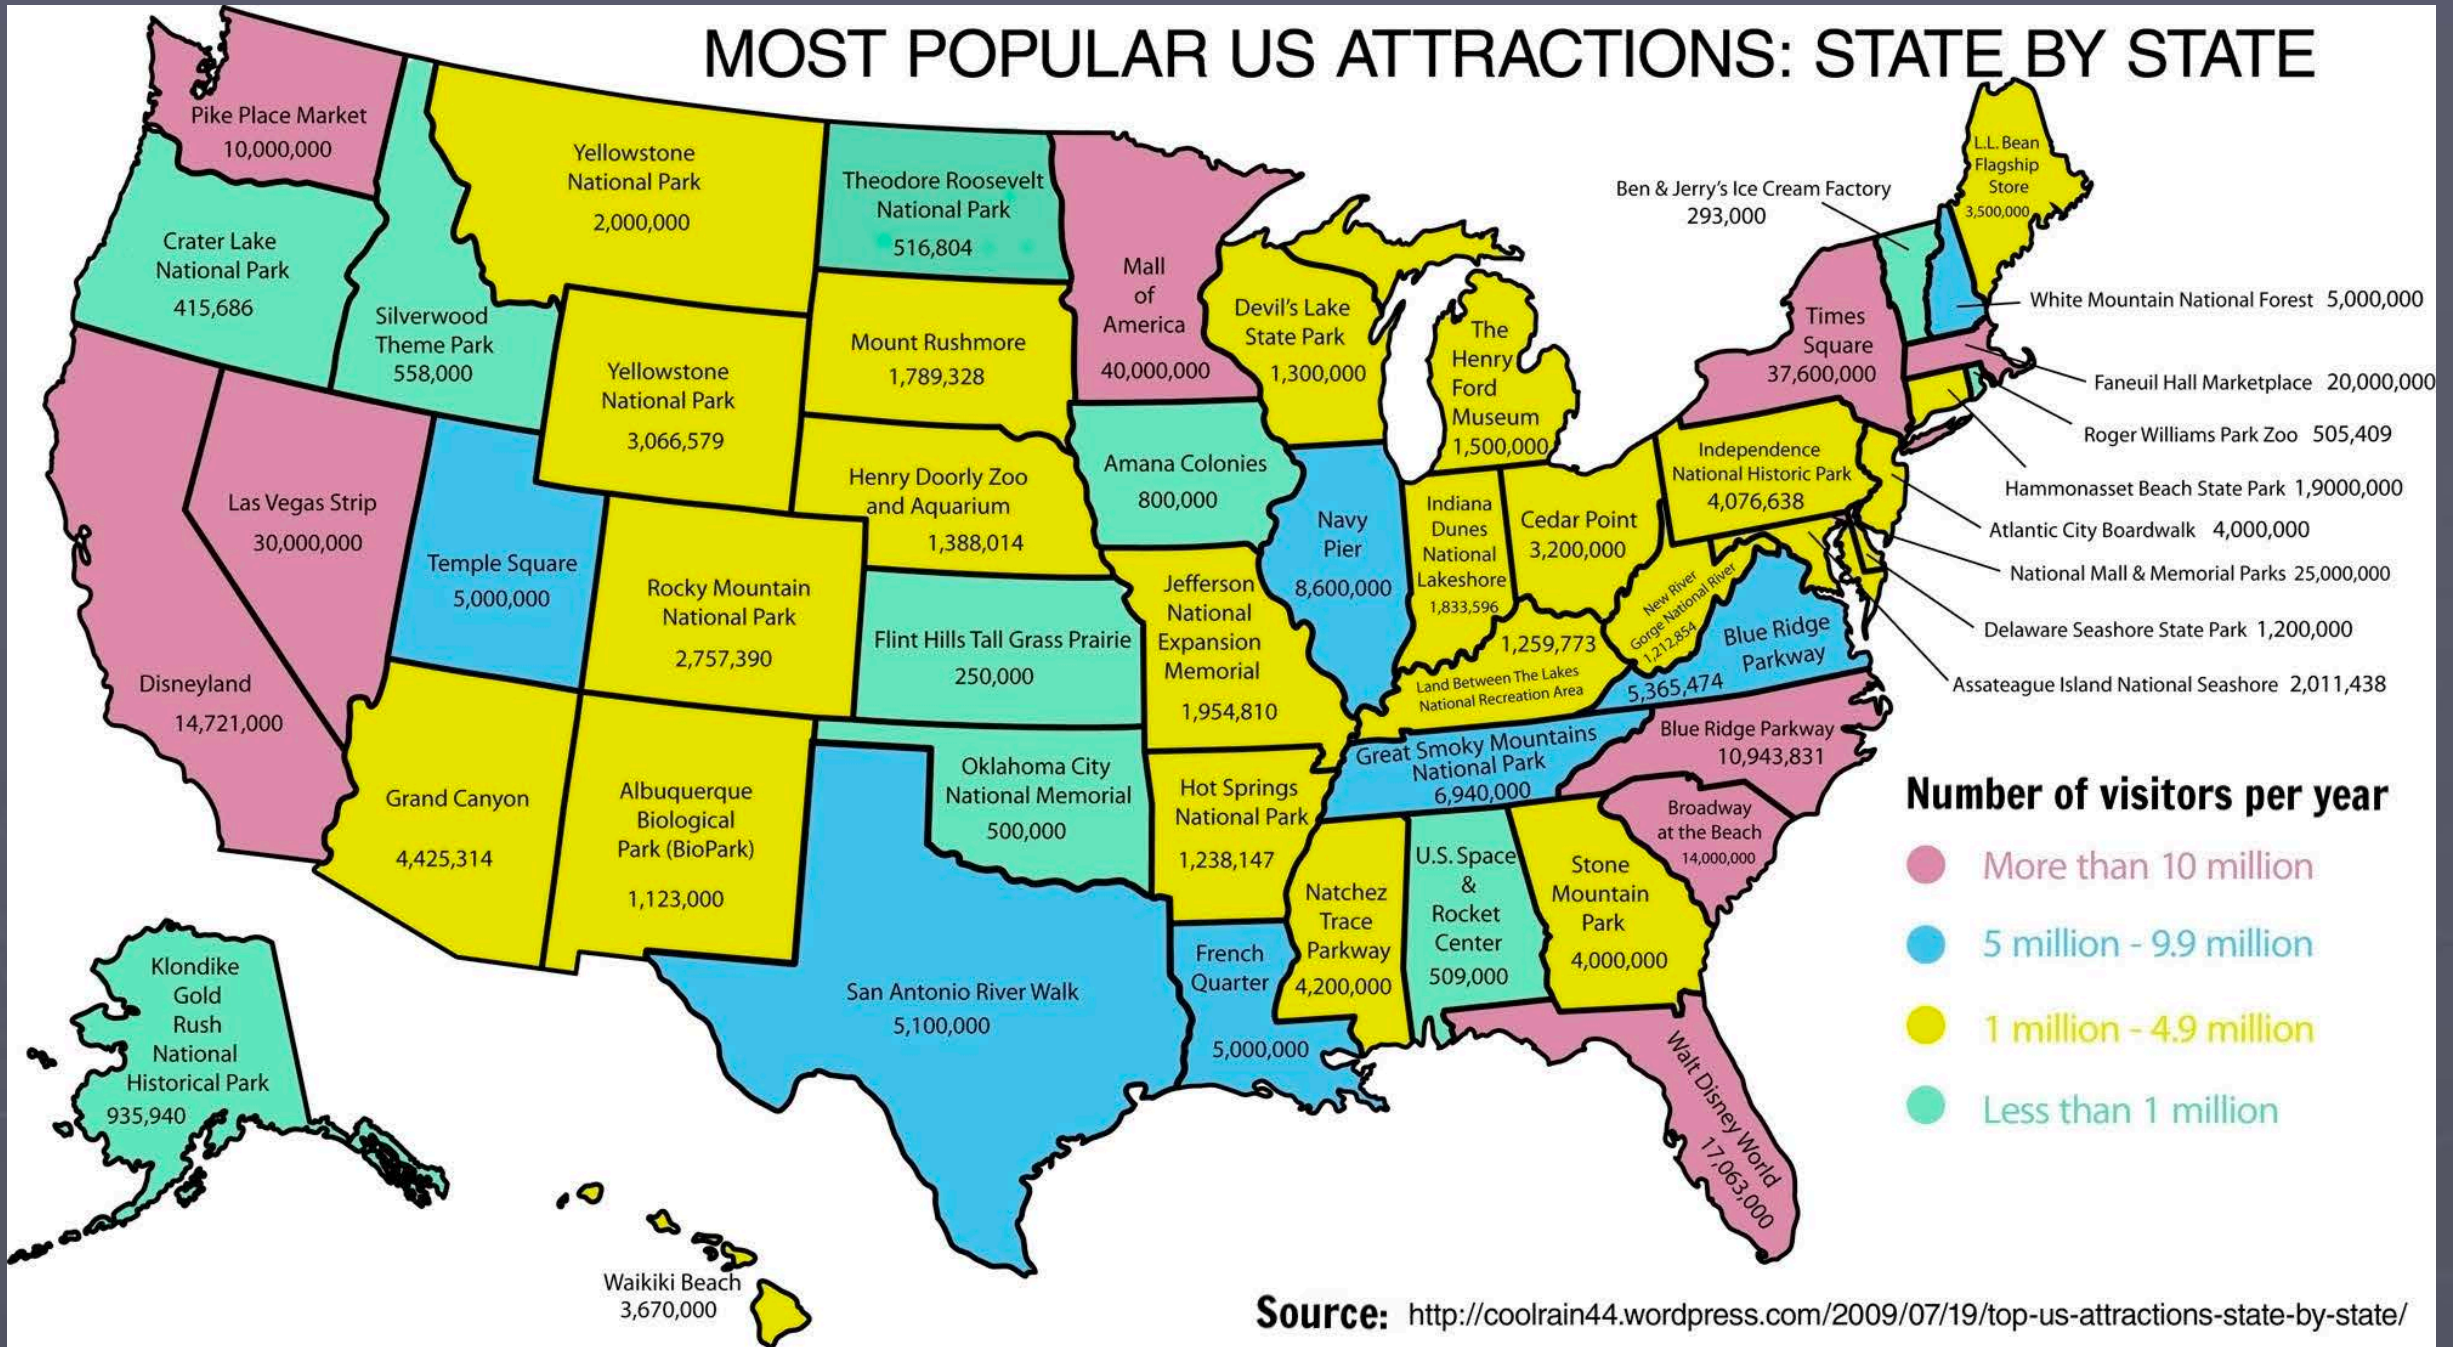 MOST POPULAR US ATTRACTIONS: STATE BY STATE
Pike Place Market
10,000,000
Crater Lake
National Park
415,686
Silverwood
Theme Park
558,000
Yellowstone
National Park
2,000,000
Theodore Roosevelt
National Park
516,804
Mall
of
America
40,000,000
Devil's Lake
State Park
1,300,000
The
Henry
Ford
Museum
1,500,000
Ben & Jerry's Ice Cream Factory
293,000
L.L. Bean
Flagship
Store
3,500,000
Times
Square
37,600,000
White Mountain National Forest 5,000,000
Faneuil Hall Marketplace 20,000,000
Roger Williams Park Zoo 505,409
Hammonasset Beach State Park 1,9000,000
Atlantic City Boardwalk 4,000,000
National Mall & Memorial Parks 25,000,000
Delaware Seashore State Park 1,200,000
Assateague Island National Seashore 2,011,438
Mount Rushmore
1,789,328
Yellowstone
National Park
3,066,579
Henry Doorly Zoo
and Aquarium
1,388,014
Amana Colonies
800,000
Independence
National Historic Park
4,076,638
Las Vegas Strip
30,000,000
Temple Square
5,000,000
Rocky Mountain
National Park
2,757,390
Flint Hills Tall Grass Prairie
250,000
Jefferson
National
Expansion
Memorial
1,954,810
Navy
Pier
8,600,000
Indiana
Dunes
National
Lakeshore
1,833,596
Cedar Point
3,200,000
New River
Gorge National River
1,212,854
Blue Ridge
Parkway
5,365,474
1,259,773
Land Between The Lakes
National Recreation Area
Disneyland
14,721,000
Grand Canyon
4,425,314
Albuquerque
Biological
Park (BioPark)
1,123,000
Oklahoma City
National Memorial
500,000
Hot Springs
National Park
1,238,147
Great Smoky Mountains
National Park
6,940,000
Blue Ridge Parkway
10,943,831
Broadway
at the Beach
14,000,000
Natchez
Trace
Parkway
4,200,000
U.S. Space
&
Rocket
Center
509,000
Stone
Mountain
Park
4,000,000
French
Quarter
5,000,000
San Antonio River Walk
5,100,000
Walt Disney World
17,063,000
Klondike
Gold
Rush
National
Historical Park
935,940
Waikiki Beach
3,670,000
Number of visitors per year
More than 10 million
5 million - 9.9 million
1 million - 4.9 million
Less than 1 million
Source: http://coolrain44.wordpress.com/2009/07/19/top-us-attractions-state-by-state/